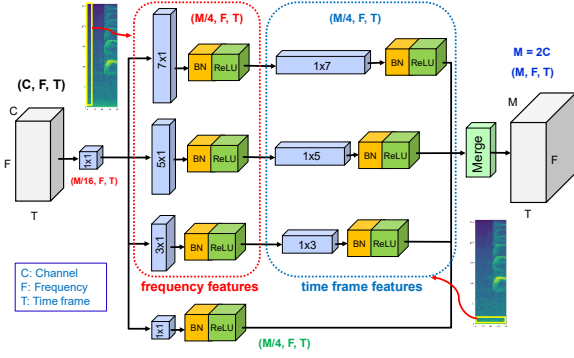 (M/4, F, T)
(M/4, F, T)
M = 2C
(M, F, T)
(C, F, T)
7x1
BN
ReLU
1x7
BN
ReLU
C
F
T
1x1
(M/16, F, T)
5x1
BN
ReLU
1x5
BN
ReLU
Merge
M
F
T
3x1
BN
ReLU
1x3
BN
ReLU
C: Channel
F: Frequency
T: Time frame
frequency features
time frame features
1x1
BN
ReLU
(M/4, F, T)